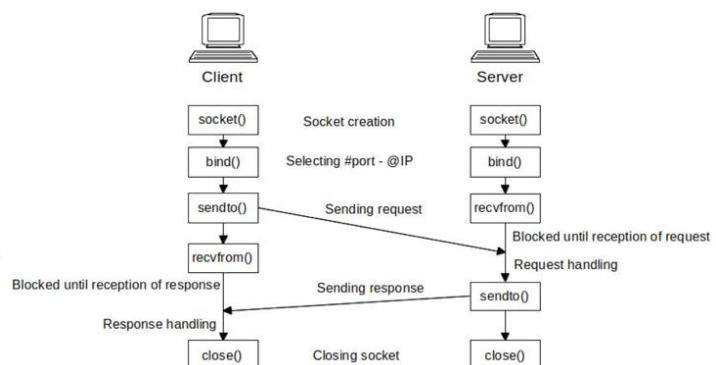 Client
Server
socket()
Socket creation
socket()
bind()
Selecting #port - @IP
bind()
sendto()
Sending request
recvfrom()
Blocked until reception of request
recvfrom()
Request handling
Blocked until reception of response
Sending response
sendto()
Response handling
close()
Closing socket
close()